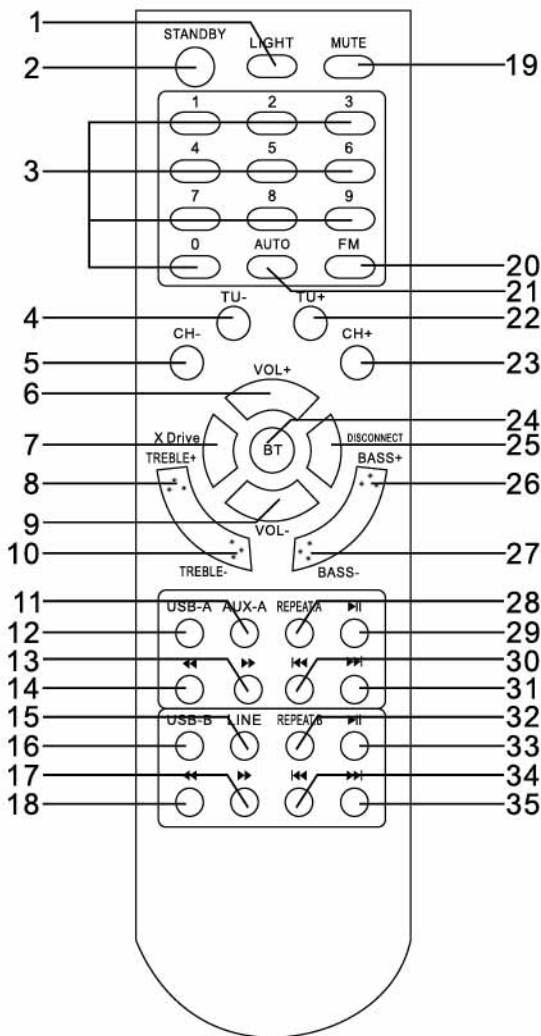 1 STANDBY LIGHT MUTE
2 19
1 2 3
3 4 5 6
7 8 9
0 AUTO FM 20
21
4 TU- TU+ 22
5 CH- CH+ 23
6 VOL+
24
7 X Drive BT DISCONNECT 25
8 TREBLE+ BASS+ 26
9 VOL-
10 27
TREBLE- BASS-
11 USB-A AUX-A REPEATA 28
12 29
13 30
14 31
15 USB-B LINE REPEATB 32
16 33
17 34
18 35